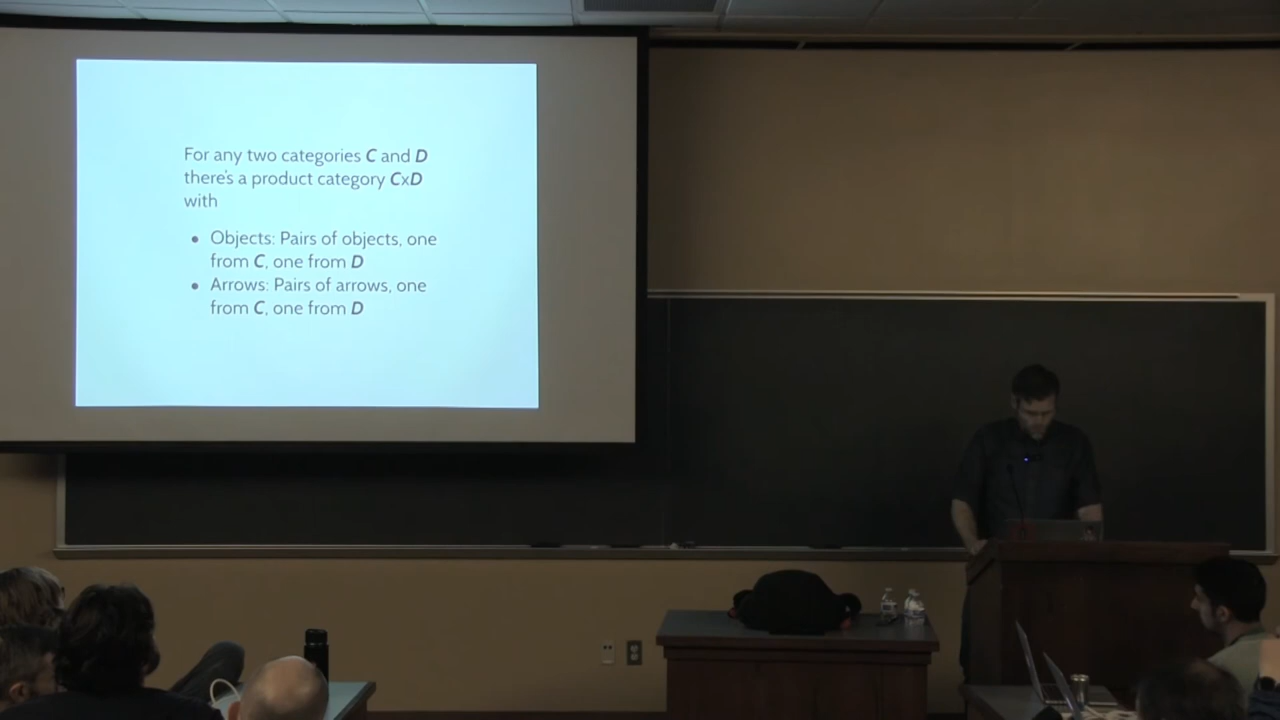 For any two categories C and D
there's a product category CxD
with
• Objects: Pairs of objects, one
from C, one from D
• Arrows: Pairs of arrows, one
from C, one from D